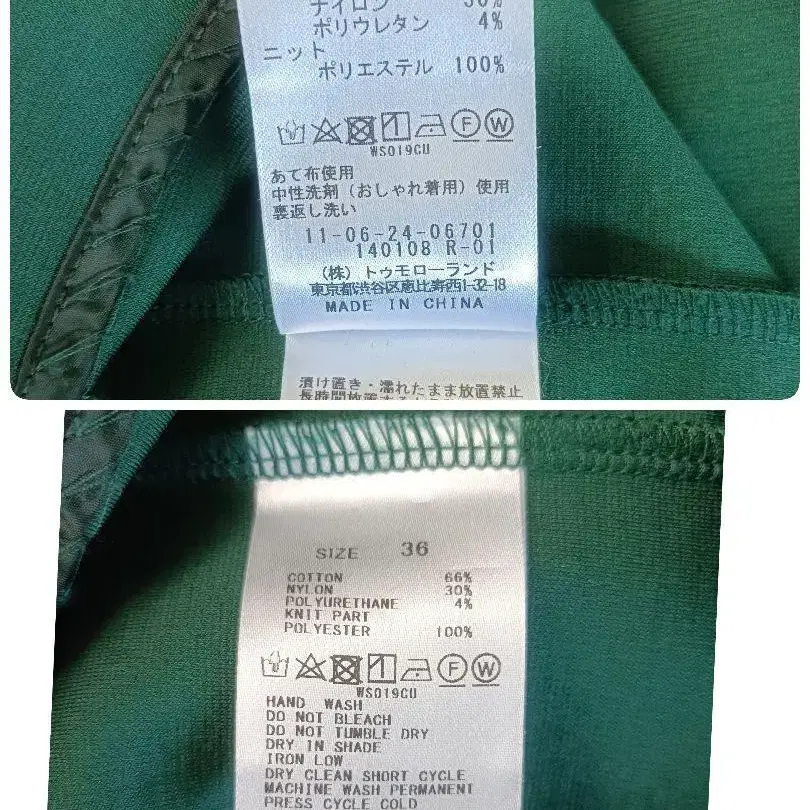 ナイロン 30%
ポリウレタン 4%
ニット
ポリエステル 100%
F W
WS019CU
あて布使用
中性洗剤（おしゃれ着用）使用
裏返し洗い
11-06-24-06701
140108 R-01
（株）トゥモローランド
東京都渋谷区恵比寿西1-32-18
MADE IN CHINA
漬け置き・濡れたまま放置禁止
SIZE 36
COTTON 66%
NYLON 30%
POLYURETHANE 4%
KNIT PART
POLYESTER 100%
F W
WS019CU
HAND WASH
DO NOT BLEACH
DO NOT TUMBLE DRY
DRY IN SHADE
IRON LOW
DRY CLEAN SHORT CYCLE
MACHINE WASH PERMANENT
PRESS CYCLE COLD